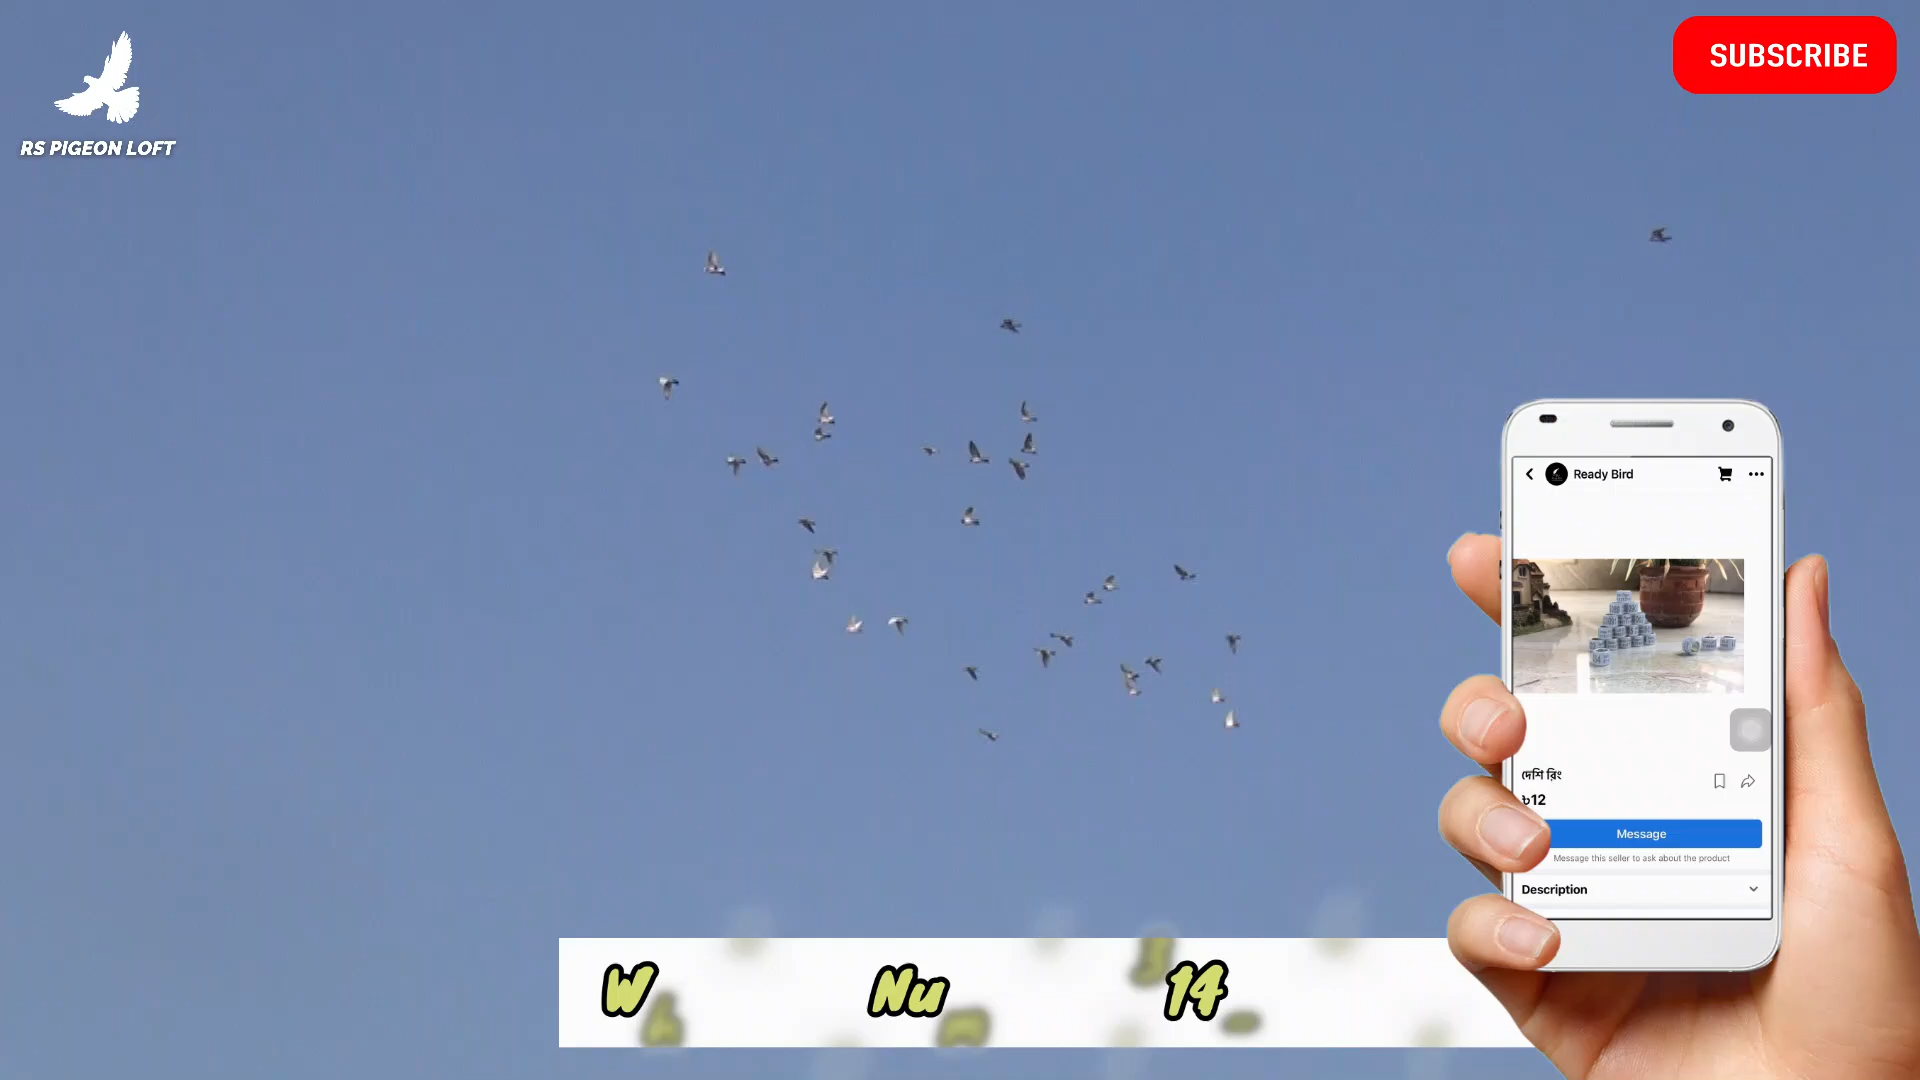 RS PIGEON LOFT
SUBSCRIBE
Ready Bird
দেশি রিং
৳12
Message
Message this seller to ask about the product
Description
W Nu 14